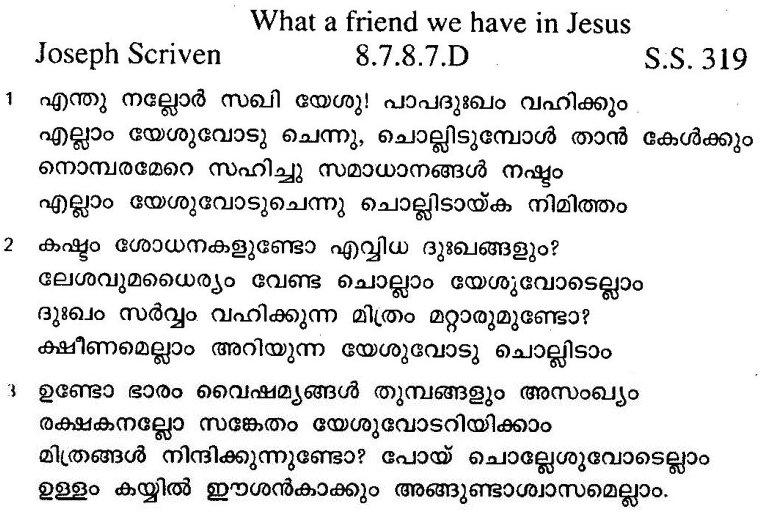 What a friend we have in Jesus
Joseph Scriven 8.7.8.7.D S.S. 319
1 എന്തു നല്ലോർ സഖി യേശു! പാപദുഃഖം വഹിക്കും
എല്ലാം യേശുവോടു ചെന്നു, ചൊല്ലിടുമ്പോൾ താൻ കേൾക്കും
നൊമ്പരമേറെ സഹിച്ചു സമാധാനങ്ങൾ നഷ്ടം
എല്ലാം യേശുവോടുചെന്നു ചൊല്ലിടായ്ക നിമിത്തം
2 കഷ്ടം ശോധനകളുണ്ടോ എവ്വിധ ദുഃഖങ്ങളും?
ലേശവുമധൈര്യം വേണ്ട ചൊല്ലാം യേശുവോടെല്ലാം
ദുഃഖം സർവ്വം വഹിക്കുന്ന മിത്രം മറ്റാരുമുണ്ടോ?
ക്ഷീണമെല്ലാം അറിയുന്ന യേശുവോടു ചൊല്ലിടാം
3 ഉണ്ടോ ഭാരം വൈഷമ്യങ്ങൾ തുമ്പങ്ങളും അസംഖ്യം
രക്ഷകനല്ലോ സങ്കേതം യേശുവോടറിയിക്കാം
മിത്രങ്ങൾ നിന്ദിക്കുന്നുണ്ടോ? പോയ് ചൊല്ലേശുവോടെല്ലാം
ഉള്ളം കയ്യിൽ ഈശൻകാക്കും അങ്ങുണ്ടാശ്വാസമെല്ലാം.